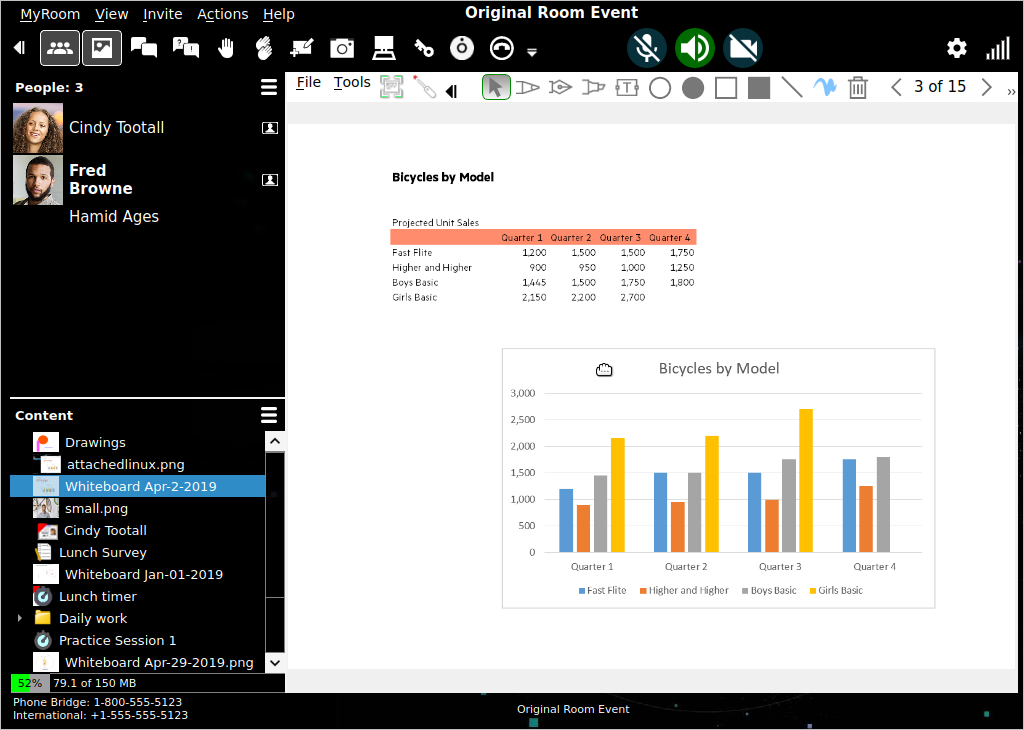 MyRoom View Invite Actions Help
Original Room Event
People: 3
Cindy Tootall
Fred
Browne
Hamid Ages
File Tools
3 of 15
Bicycles by Model
Projected Unit Sales
Quarter 1 Quarter 2 Quarter 3 Quarter 4
Fast Flite 1,200 1,500 1,500 1,750
Higher and Higher 900 950 1,000 1,250
Boys Basic 1,445 1,500 1,750 1,800
Girls Basic 2,150 2,200 2,700
Bicycles by Model
3,000
2,500
2,000
1,500
1,000
500
0
Quarter 1 Quarter 2 Quarter 3 Quarter 4
Fast Flite Higher and Higher Boys Basic Girls Basic
Content
Drawings
attachedlinux.png
Whiteboard Apr-2-2019
small.png
Cindy Tootall
Lunch Survey
Whiteboard Jan-01-2019
Lunch timer
Daily work
Practice Session 1
Whiteboard Apr-29-2019.png
52% 79.1 of 150 MB
Phone Bridge: 1-800-555-5123
International: +1-555-555-5123
Original Room Event